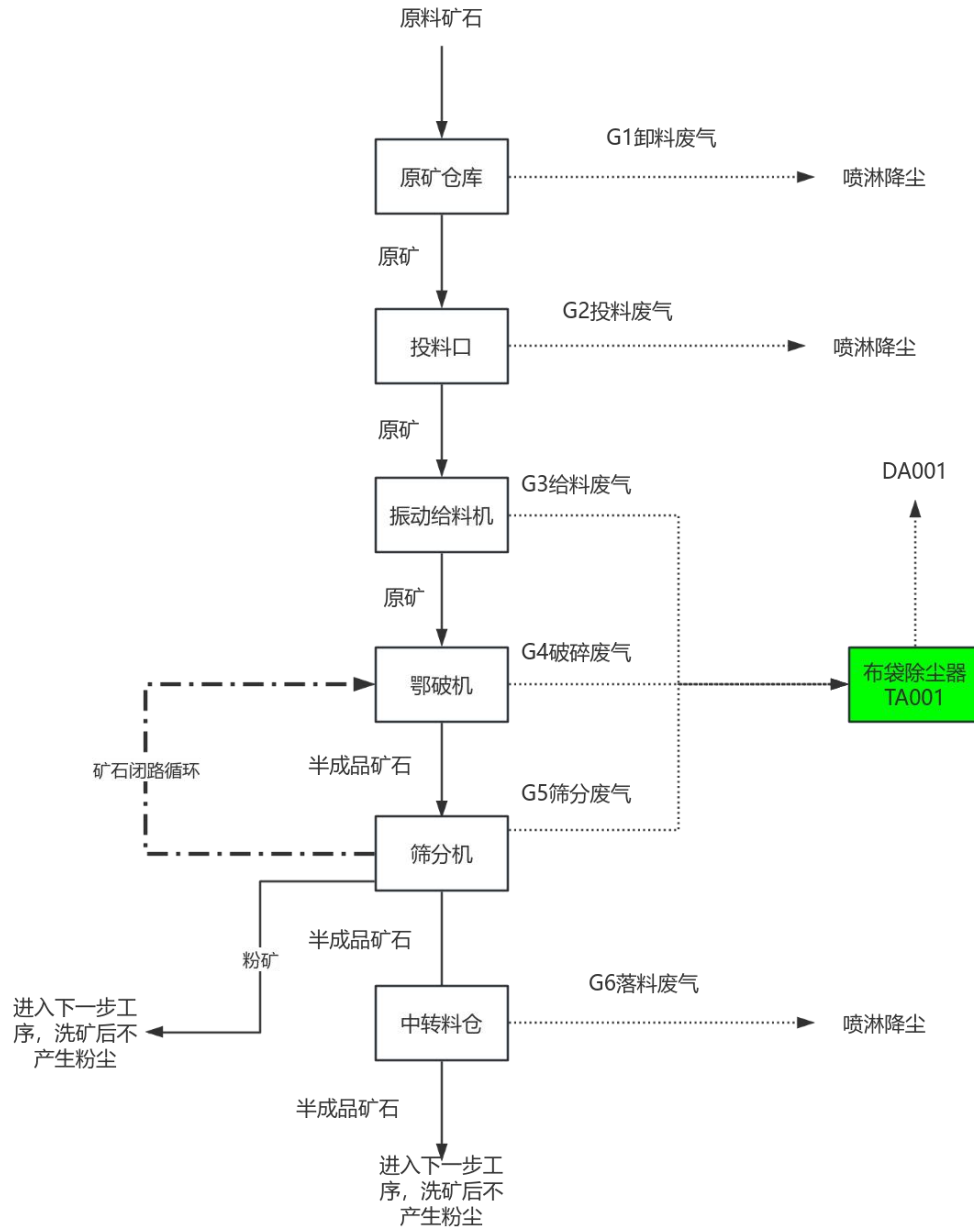 原料矿石
G1卸料废气
原矿仓库
喷淋降尘
原矿
G2投料废气
投料口
喷淋降尘
原矿
DA001
G3给料废气
振动给料机
原矿
G4破碎废气
鄂破机
布袋除尘器
TA001
半成品矿石
矿石闭路循环
G5筛分废气
筛分机
半成品矿石
粉矿
G6落料废气
进入下一步工
序，洗矿后不
产生粉尘
中转料仓
喷淋降尘
半成品矿石
进入下一步工
序，洗矿后不
产生粉尘